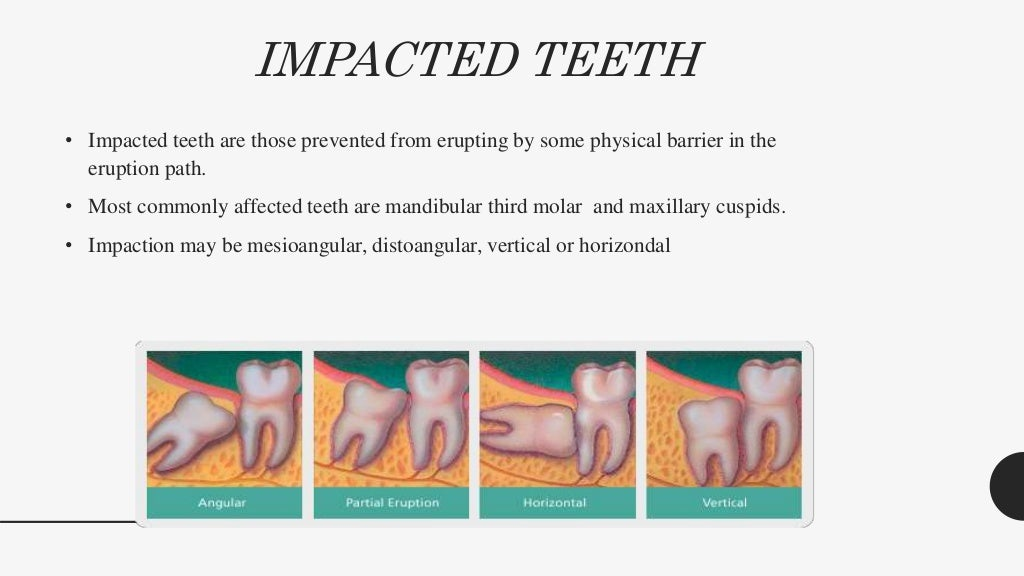 IMPACTED TEETH
• Impacted teeth are those prevented from erupting by some physical barrier in the
eruption path.
• Most commonly affected teeth are mandibular third molar  and maxillary cuspids.
• Impaction may be mesioangular, distoangular, vertical or horizondal
Angular
Partial Eruption
Horizontal
Vertical